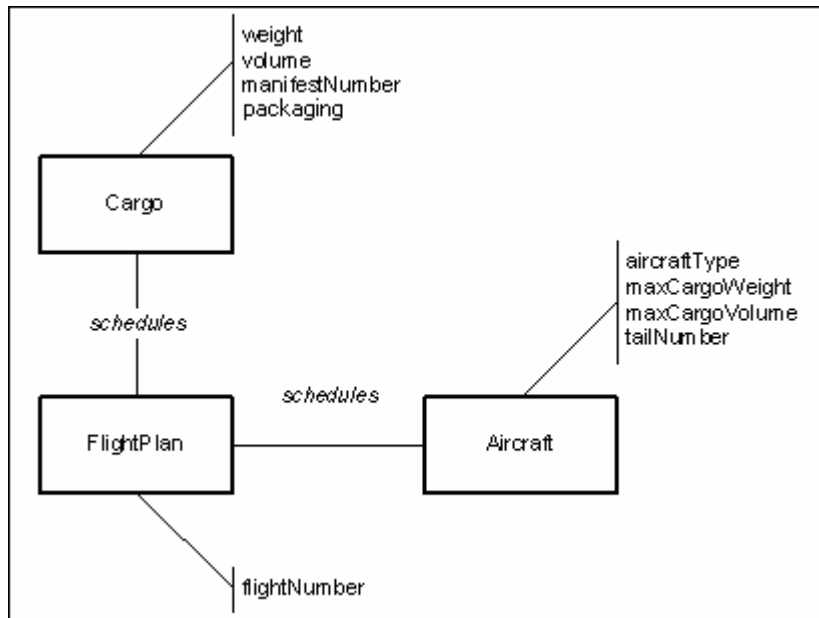 weight
volume
manifestNumber
packaging
Cargo
aircraftType
maxCargoWeight
maxCargoVolume
tailNumber
schedules
schedules
FlightPlan
Aircraft
flightNumber